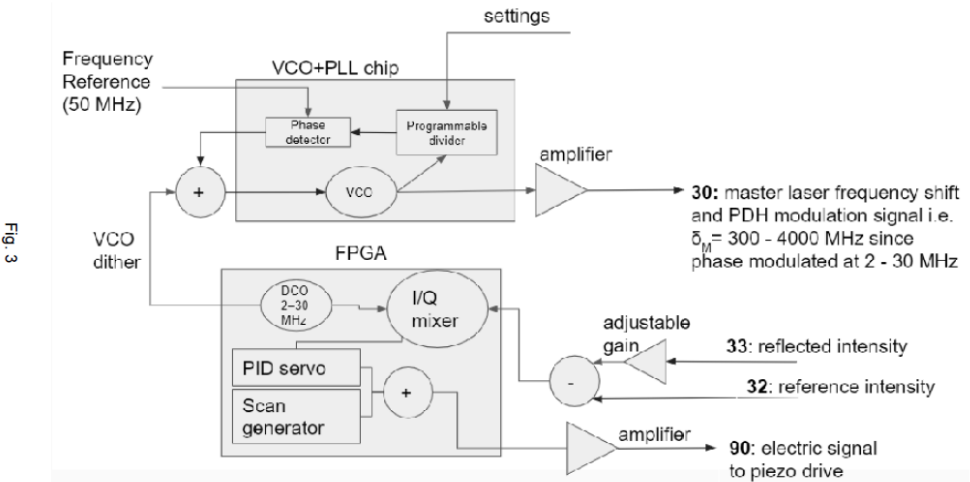 settings
Frequency
Reference
(50 MHz)
VCO+PLL chip
Phase
detector
Programmable
divider
amplifier
+
VCO
30: master laser frequency shift
and PDH modulation signal i.e.
δM= 300 - 4000 MHz since
phase modulated at 2 - 30 MHz
Fig. 3
VCO
dither
FPGA
DCO
2–30
MHz
I/Q
mixer
adjustable
gain
33: reflected intensity
-
32: reference intensity
PID servo
+
Scan
generator
amplifier
90: electric signal
to piezo drive